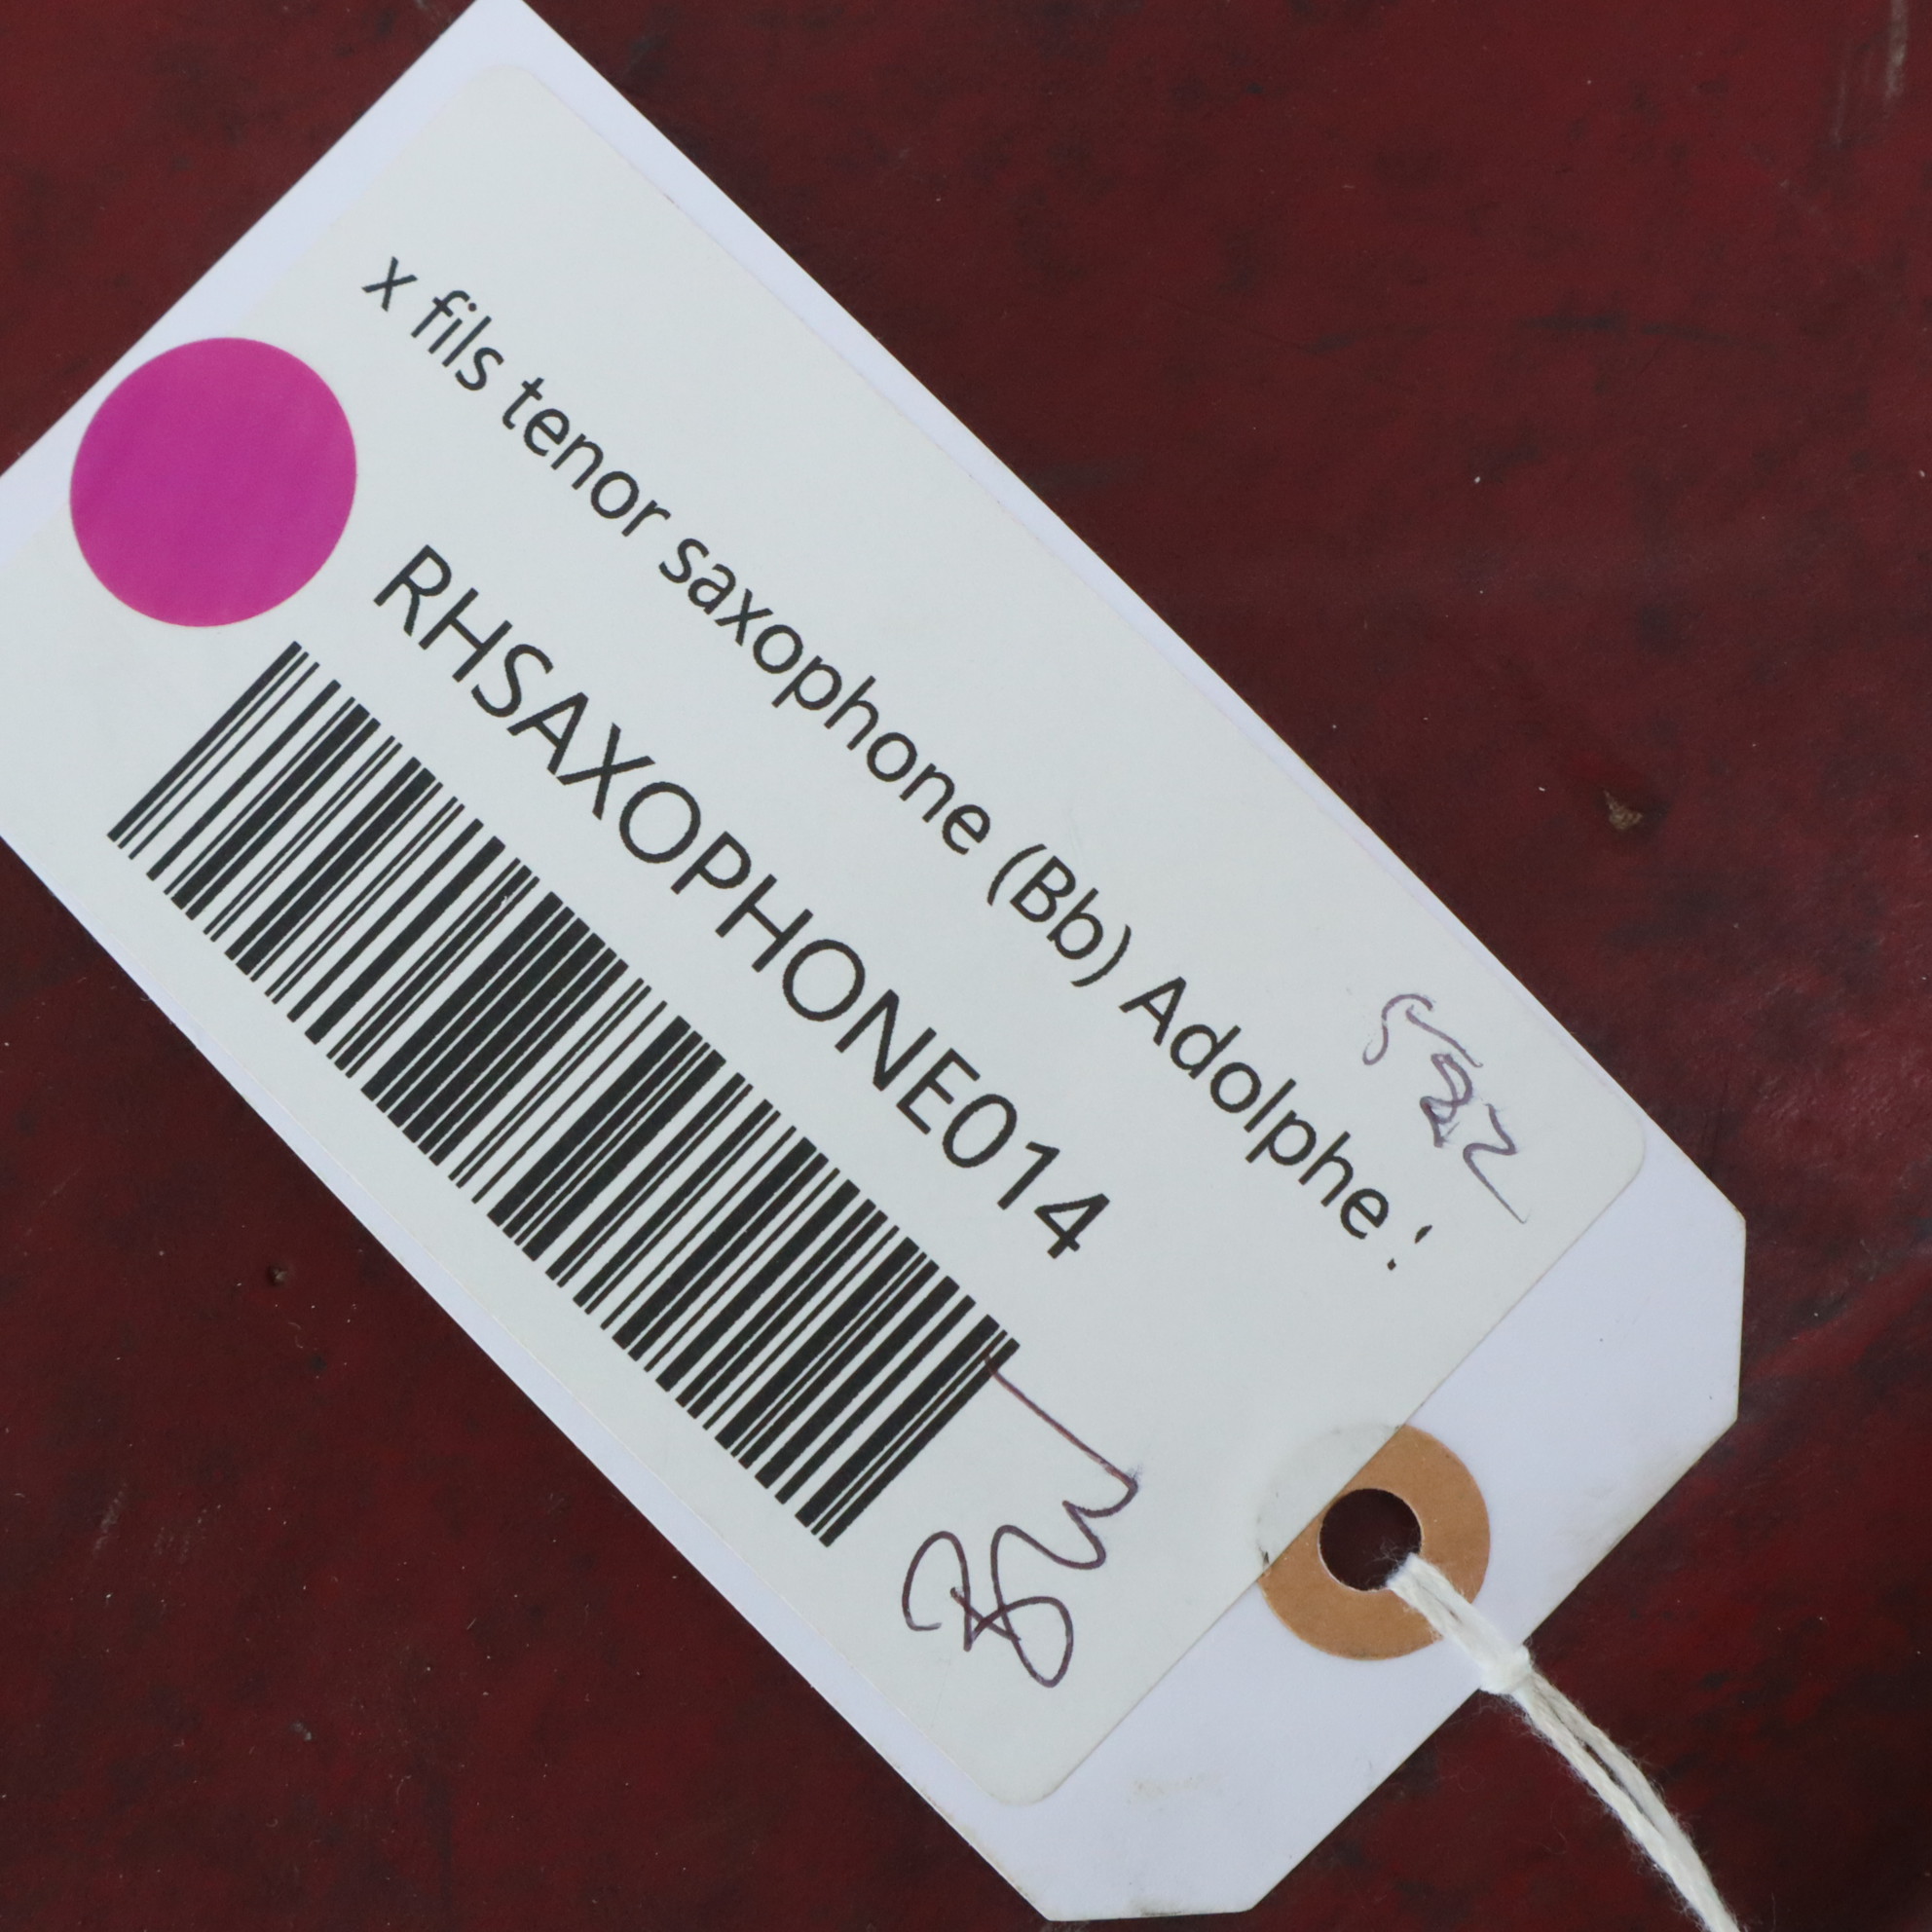 x fils tenor saxophone (Bb) Adolphe
RHSAXOPHONE014